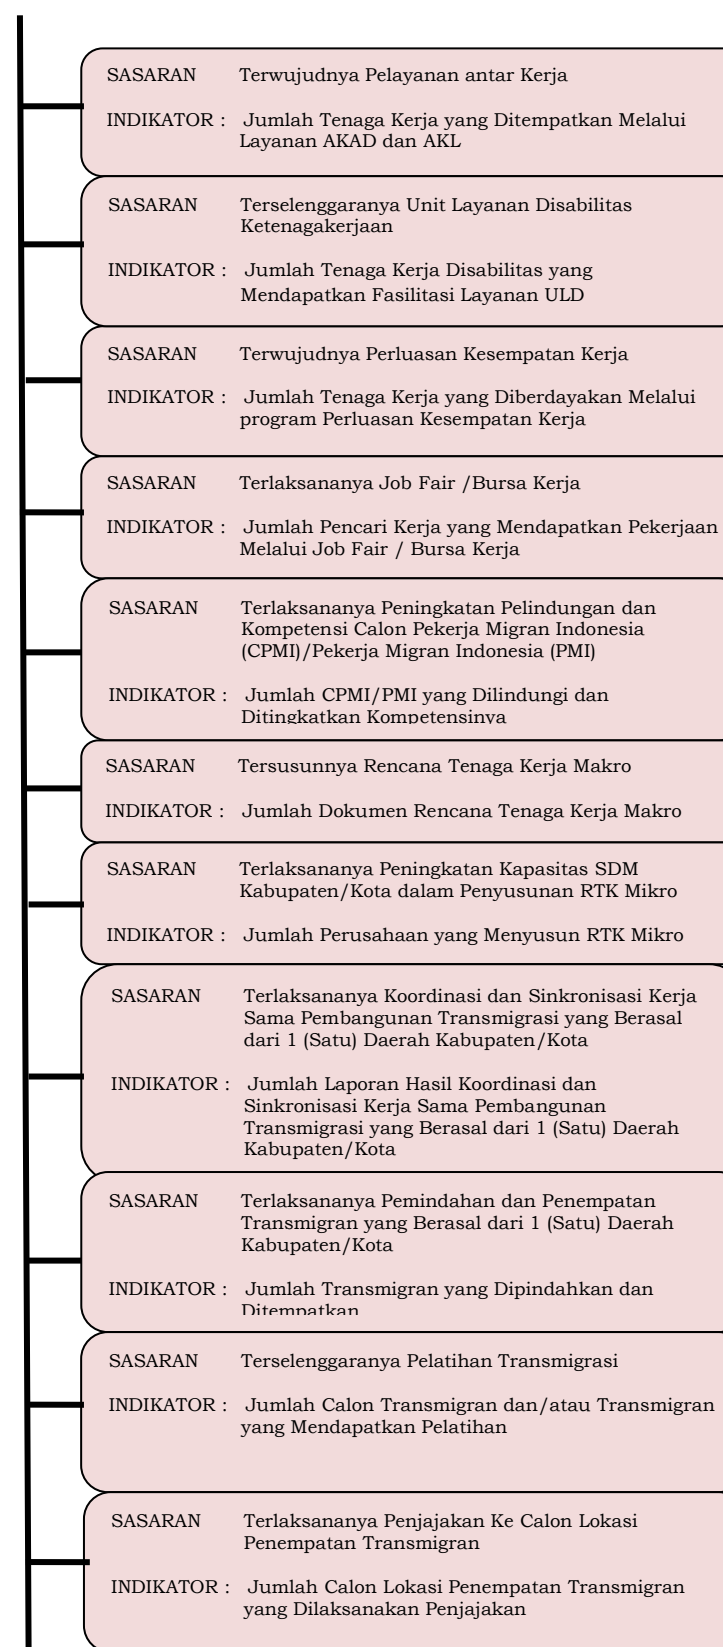 SASARAN Terwujudnya Pelayanan antar Kerja
INDIKATOR : Jumlah Tenaga Kerja yang Ditempatkan Melalui
Layanan AKAD dan AKL
SASARAN Terselenggaranya Unit Layanan Disabilitas
Ketenagakerjaan
INDIKATOR : Jumlah Tenaga Kerja Disabilitas yang
Mendapatkan Fasilitasi Layanan ULD
SASARAN Terwujudnya Perluasan Kesempatan Kerja
INDIKATOR : Jumlah Tenaga Kerja yang Diberdayakan Melalui
program Perluasan Kesempatan Kerja
SASARAN Terlaksananya Job Fair /Bursa Kerja
INDIKATOR : Jumlah Pencari Kerja yang Mendapatkan Pekerjaan
Melalui Job Fair / Bursa Kerja
SASARAN Terlaksananya Peningkatan Pelindungan dan
Kompetensi Calon Pekerja Migran Indonesia
(CPMI)/Pekerja Migran Indonesia (PMI)
INDIKATOR : Jumlah CPMI/PMI yang Dilindungi dan
Ditingkatkan Kompetensinya
SASARAN Tersusunnya Rencana Tenaga Kerja Makro
INDIKATOR : Jumlah Dokumen Rencana Tenaga Kerja Makro
SASARAN Terlaksananya Peningkatan Kapasitas SDM
Kabupaten/Kota dalam Penyusunan RTK Mikro
INDIKATOR : Jumlah Perusahaan yang Menyusun RTK Mikro
SASARAN Terlaksananya Koordinasi dan Sinkronisasi Kerja
Sama Pembangunan Transmigrasi yang Berasal
dari 1 (Satu) Daerah Kabupaten/Kota
INDIKATOR : Jumlah Laporan Hasil Koordinasi dan
Sinkronisasi Kerja Sama Pembangunan
Transmigrasi yang Berasal dari 1 (Satu) Daerah
Kabupaten/Kota
SASARAN Terlaksananya Pemindahan dan Penempatan
Transmigran yang Berasal dari 1 (Satu) Daerah
Kabupaten/Kota
INDIKATOR : Jumlah Transmigran yang Dipindahkan dan
Ditempatkan
SASARAN Terselenggaranya Pelatihan Transmigrasi
INDIKATOR : Jumlah Calon Transmigran dan/atau Transmigran
yang Mendapatkan Pelatihan
SASARAN Terlaksananya Penjajakan Ke Calon Lokasi
Penempatan Transmigran
INDIKATOR : Jumlah Calon Lokasi Penempatan Transmigran
yang Dilaksanakan Penjajakan